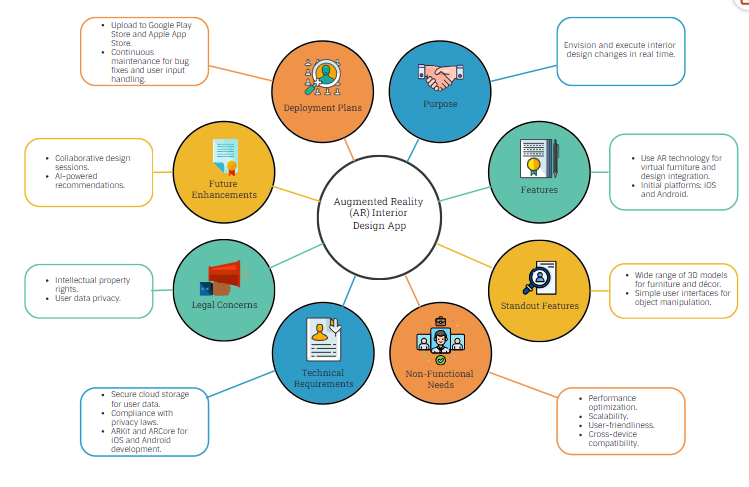 Augmented Reality
(AR) Interior
Design App
Purpose
Envision and execute interior
design changes in real time.
Features
• Use AR technology for
virtual furniture and
design integration.
• Initial platforms: iOS
and Android.
Standout Features
• Wide range of 3D models
for furniture and décor.
• Simple user interfaces for
object manipulation.
Non-Functional
Needs
• Performance
optimization.
• Scalability.
• User-friendliness.
• Cross-device
compatibility.
Technical
Requirements
• Secure cloud storage
for user data.
• Compliance with
privacy laws.
• ARKit and ARCore for
iOS and Android
development.
Legal Concerns
• Intellectual property
rights.
• User data privacy.
Future
Enhancements
• Collaborative design
sessions.
• AI-powered
recommendations.
Deployment Plans
• Upload to Google Play
Store and Apple App
Store.
• Continuous
maintenance for bug
fixes and user input
handling.